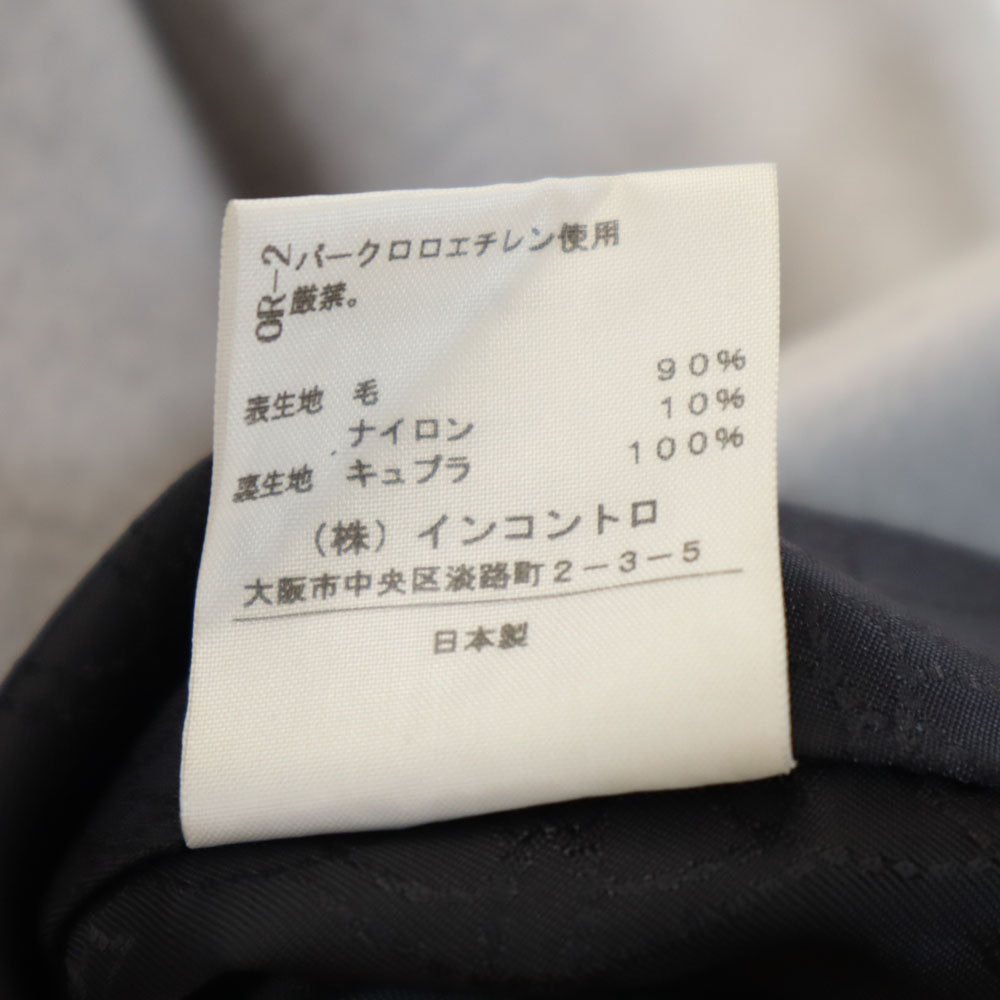 OR-2
パークロロエチレン使用
厳禁。
表生地 毛 90%
ナイロン 10%
裏生地 キュプラ 100%
(株)インコントロ
大阪市中央区淡路町2-3-5
日本製